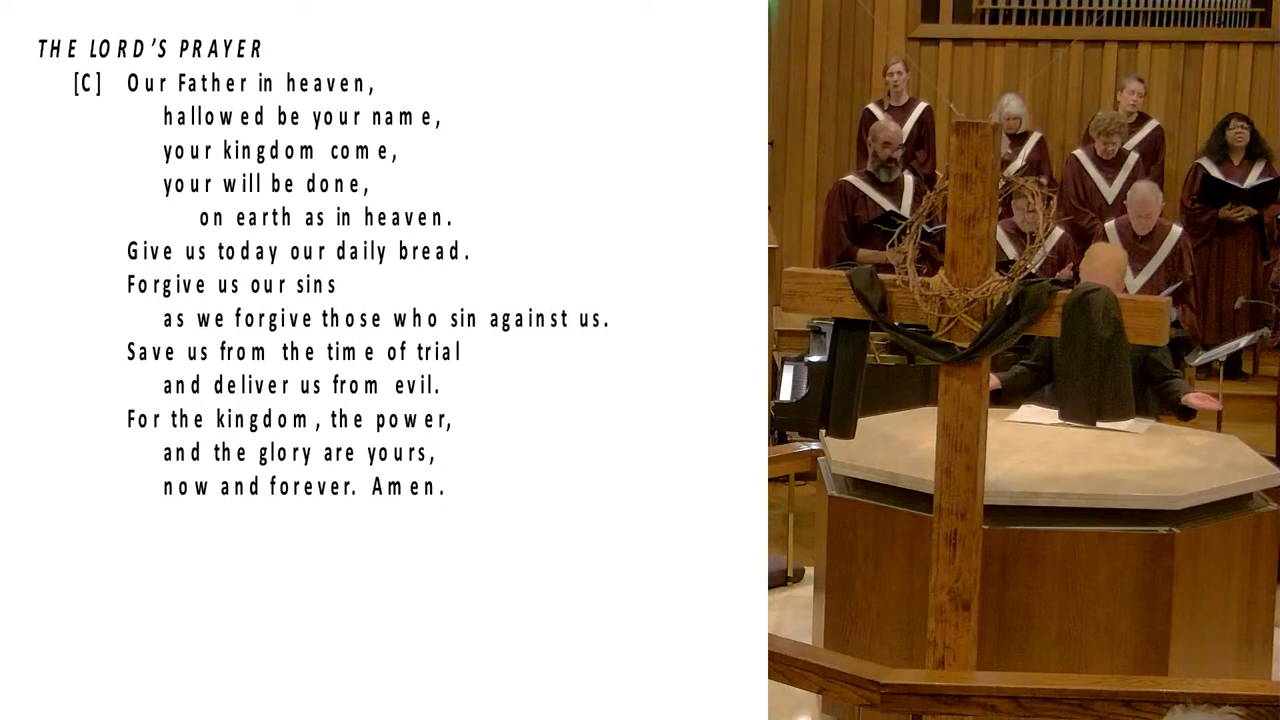 THE LORD'S PRAYER
[C] Our Father in heaven,
hallowed be your name,
your kingdom come,
your will be done,
on earth as in heaven.
Give us today our daily bread.
Forgive us our sins
as we forgive those who sin against us.
Save us from the time of trial
and deliver us from evil.
For the kingdom, the power,
and the glory are yours,
now and forever. Amen.